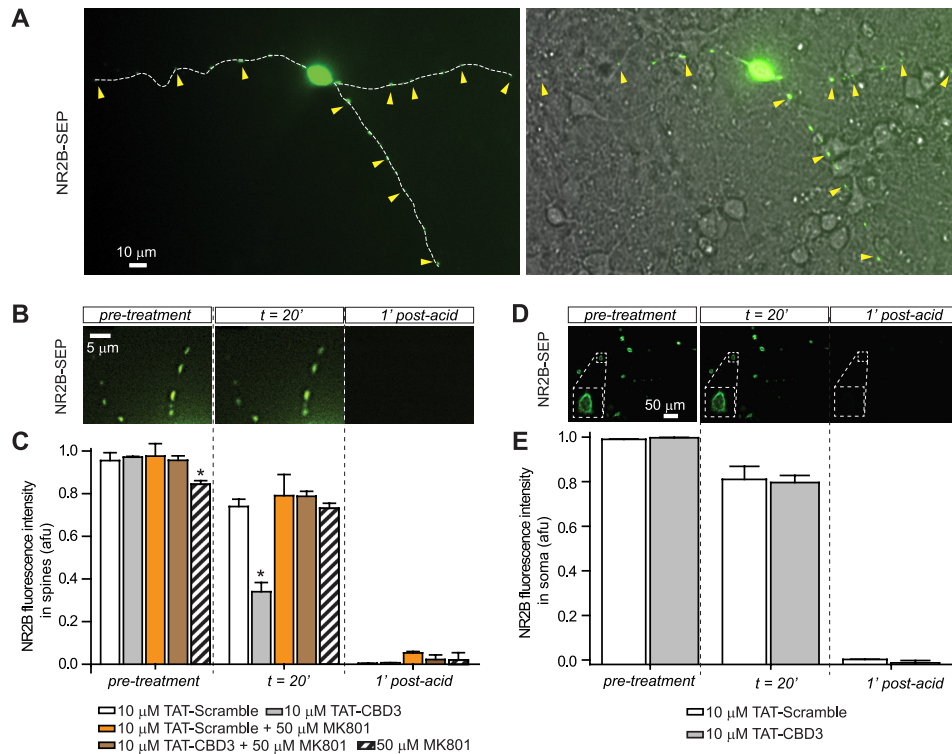 A
NR2B-SEP
10 μm
B
pre-treatment
t = 20’
1’ post-acid
NR2B-SEP
5 μm
C
NR2B fluorescence intensity
in spines (afu)
1.0
0.8
0.6
0.4
0.2
0.0
*
*
pre-treatment
t = 20’
1’ post-acid
10 μM TAT-Scramble
10 μM TAT-CBD3
10 μM TAT-Scramble + 50 μM MK801
10 μM TAT-CBD3 + 50 μM MK801
50 μM MK801
D
pre-treatment
t = 20’
1’ post-acid
NR2B-SEP
50 μm
E
NR2B fluorescence intensity
in soma (afu)
1.0
0.8
0.6
0.4
0.2
0.0
pre-treatment
t = 20’
1’ post-acid
10 μM TAT-Scramble
10 μM TAT-CBD3